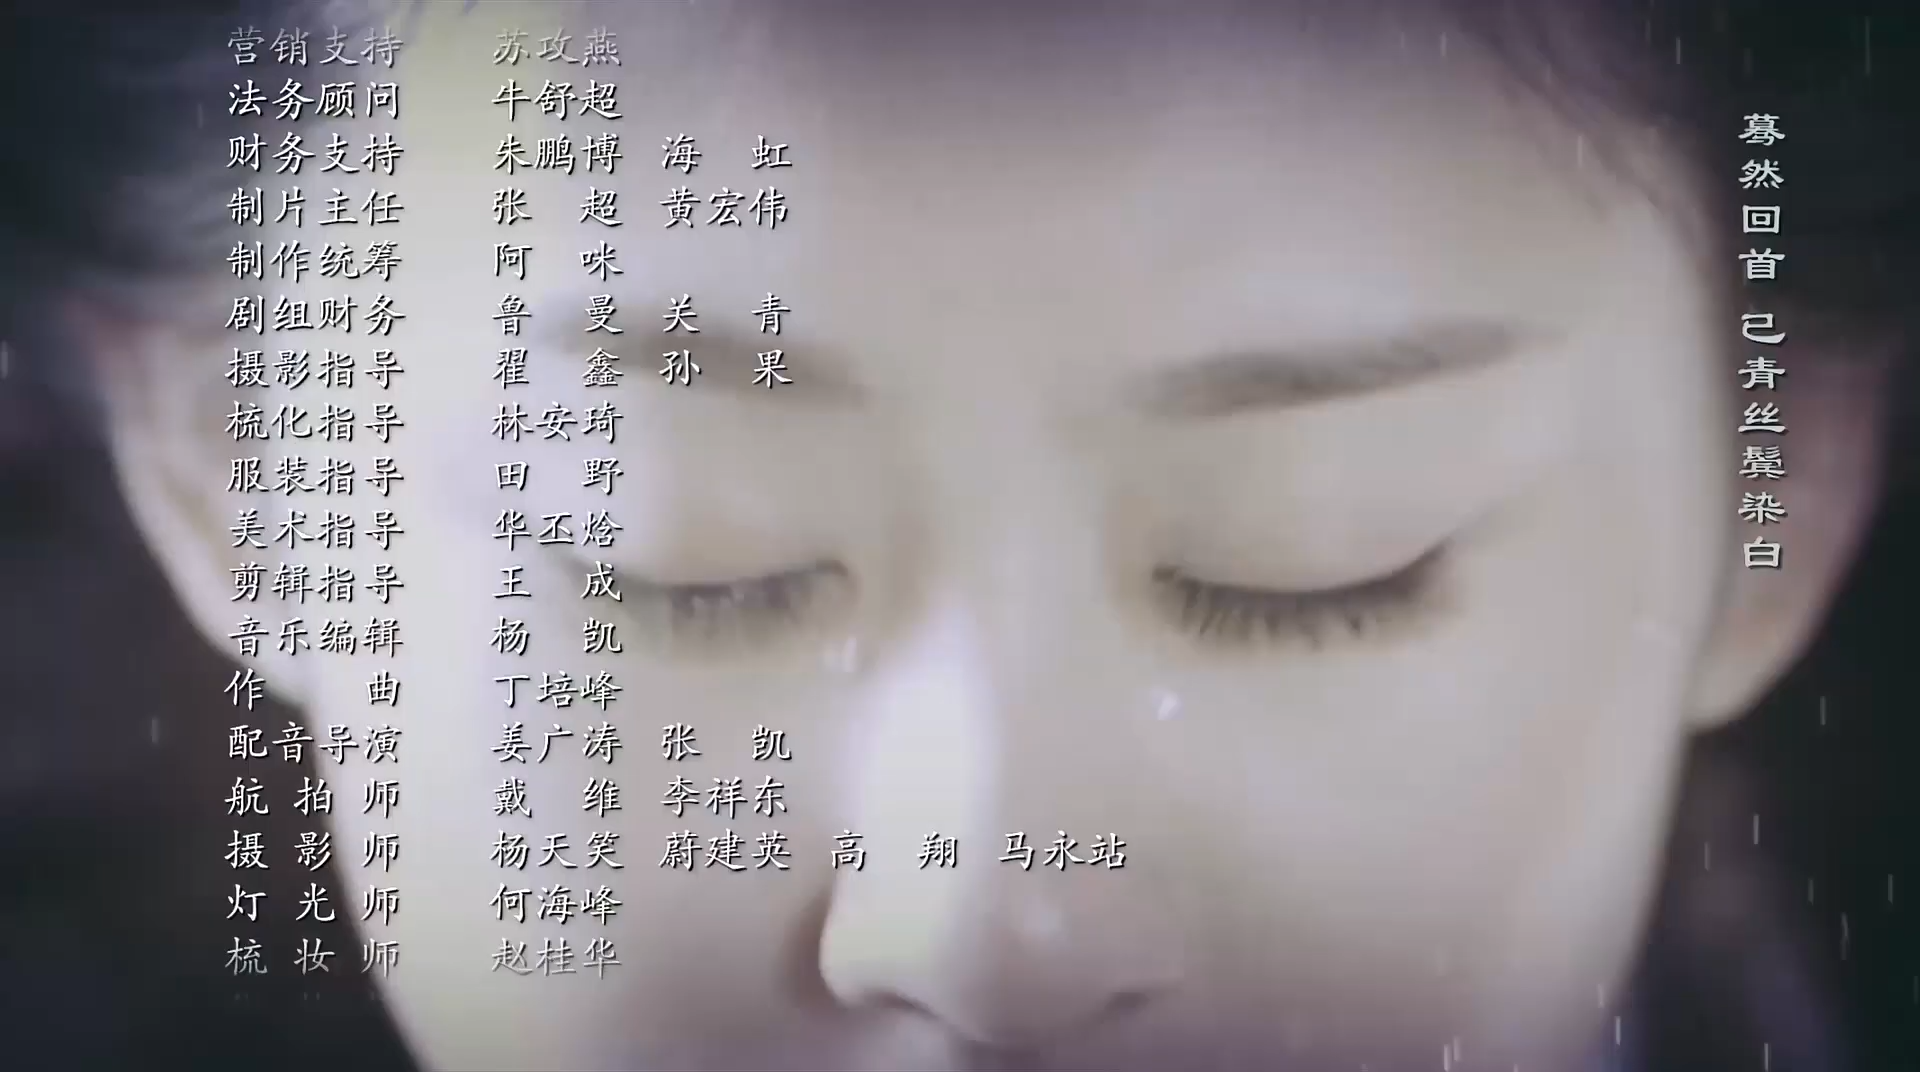 营销支持 苏攻燕
法务顾问 牛舒超
财务支持 朱鹏博 海虹
制片主任 张超 黄宏伟
制作统筹 阿咪
剧组财务 鲁曼 关青
摄影指导 翟鑫 孙果
梳化指导 林安琦
服装指导 田野
美术指导 华丕焓
剪辑指导 王成
音乐编辑 杨凯
作曲 丁培峰
配音导演 姜广涛 张凯
航拍师 戴维 李祥东
摄影师 杨天笑 蔚建英 高翔 马永站
灯光师 何海峰
梳妆师 赵桂华
蓦然回首 已青丝鬓染白